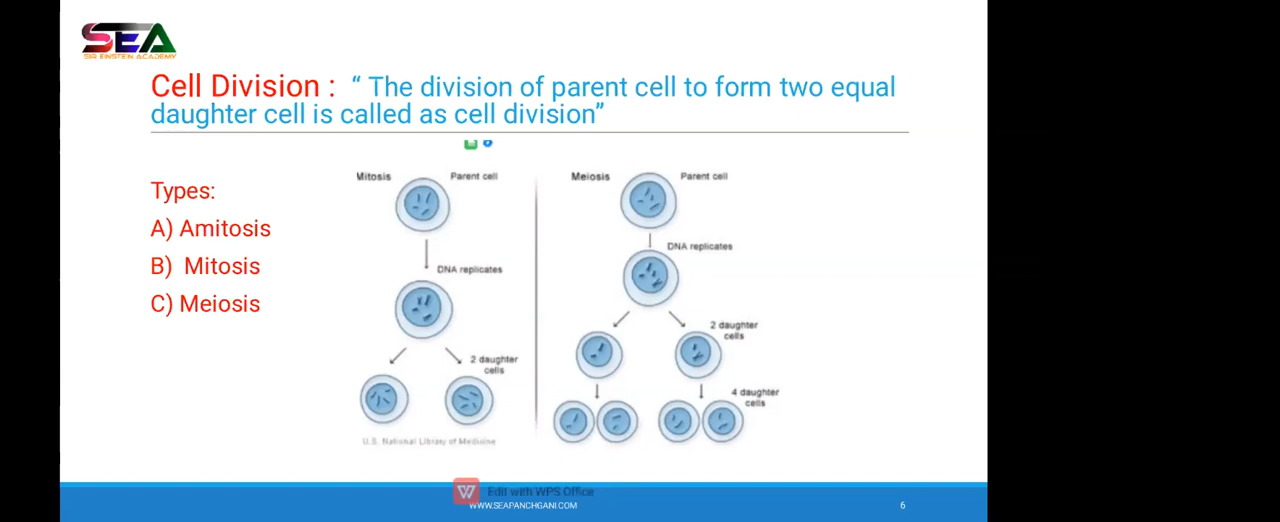 SEA
SIR EINSTEIN ACADEMY
Cell Division : “ The division of parent cell to form two equal
daughter cell is called as cell division”
Types:
A) Amitosis
B) Mitosis
C) Meiosis
Mitosis
Parent cell
DNA replicates
2 daughter
cells
U.S. National Library of Medicine
Meiosis
Parent cell
DNA replicates
2 daughter
cells
4 daughter
cells
W Edit with WPS Office
WWW.SEAPANCHGANI.COM
6